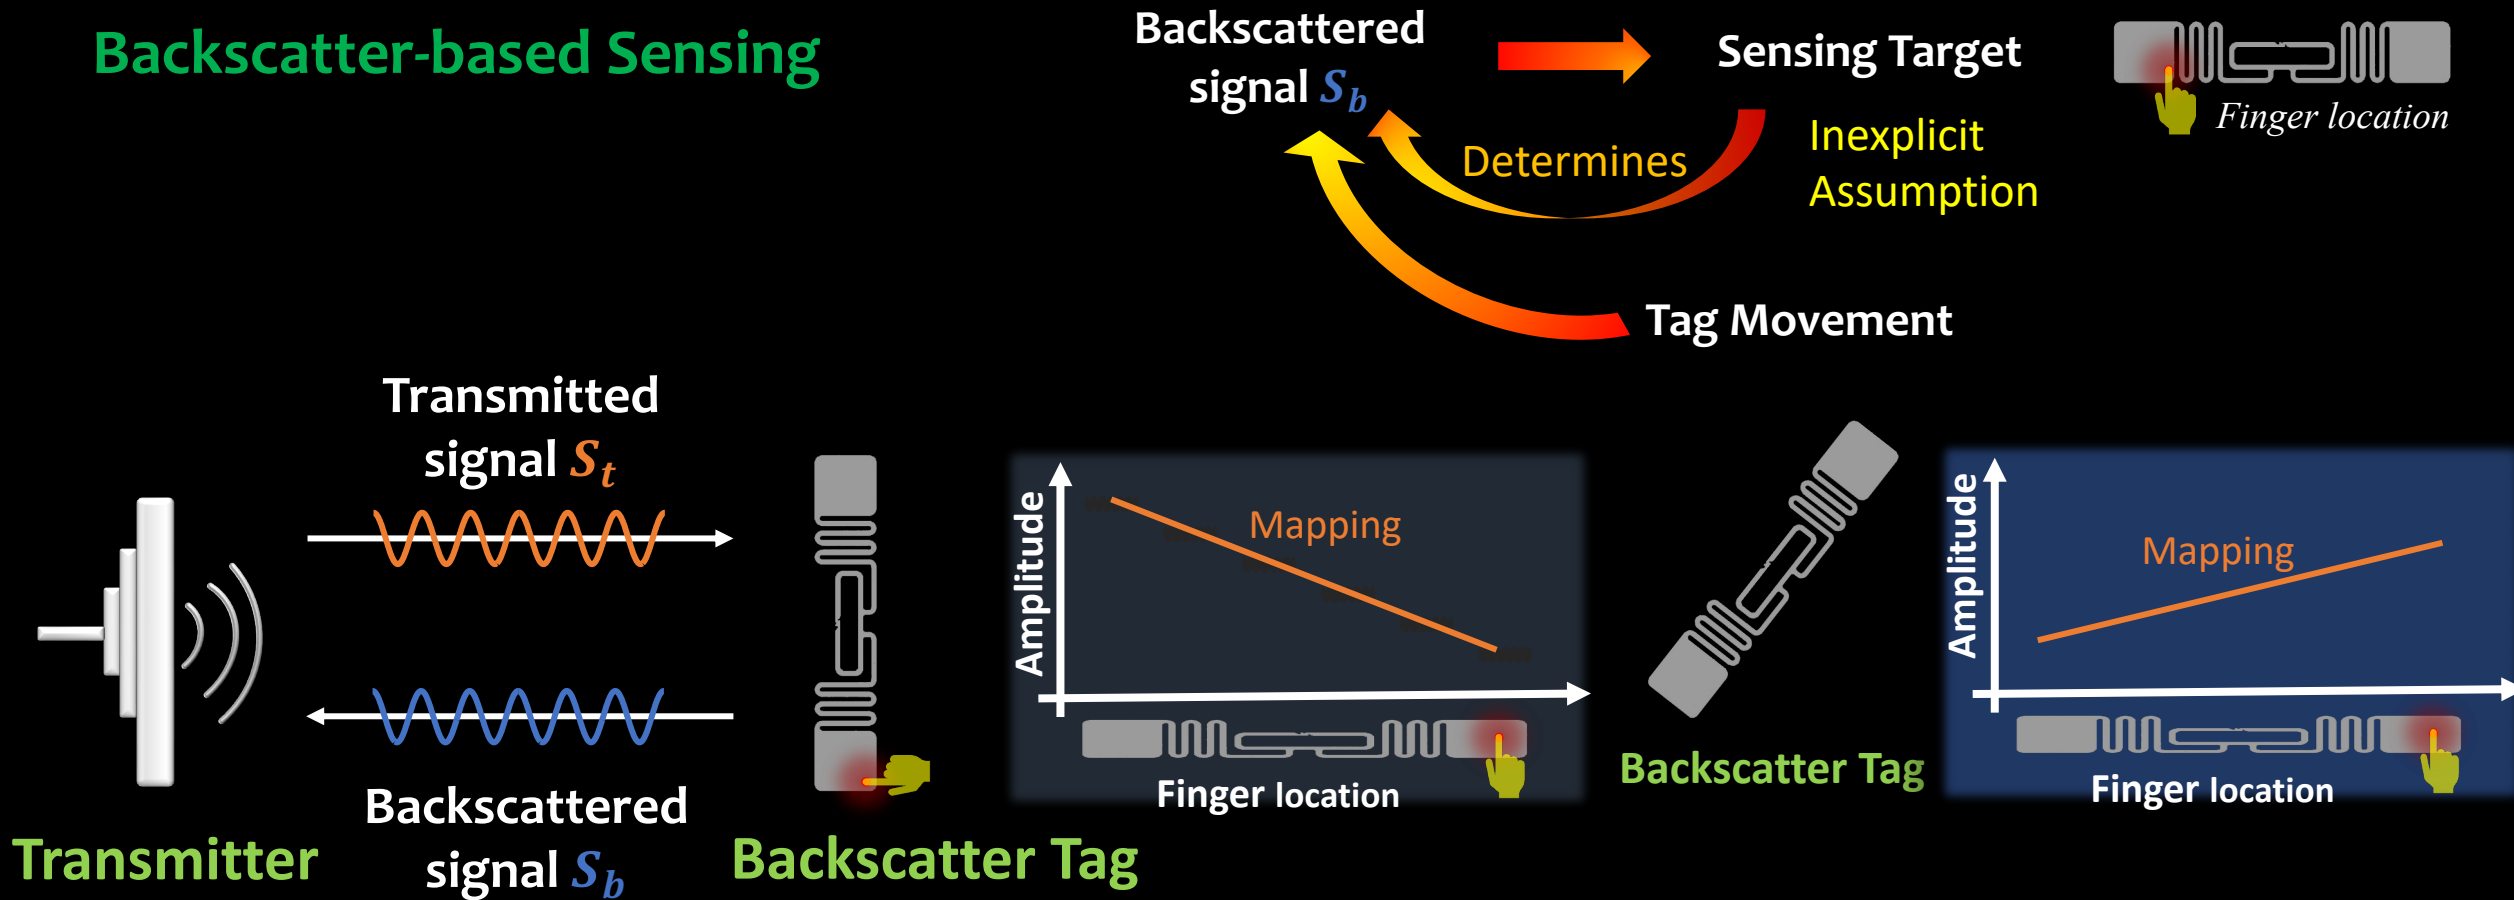 Backscatter-based Sensing
Backscattered
signal S_b
Sensing Target
Finger location
Inexplicit
Assumption
Determines
Tag Movement
Transmitted
signal S_t
Backscattered
signal S_b
Transmitter
Backscatter Tag
Amplitude
Mapping
Finger location
Backscatter Tag
Amplitude
Mapping
Finger location